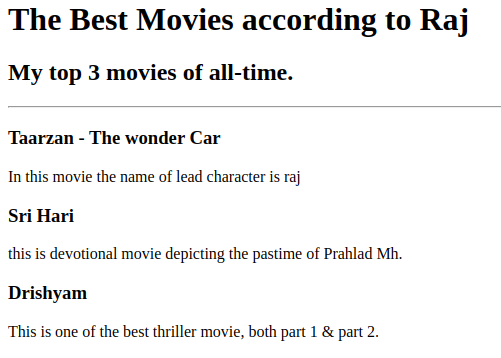 The Best Movies according to Raj
My top 3 movies of all-time.
Taarzan - The wonder Car
In this movie the name of lead character is raj
Sri Hari
this is devotional movie depicting the pastime of Prahlad Mh.
Drishyam
This is one of the best thriller movie, both part 1 & part 2.